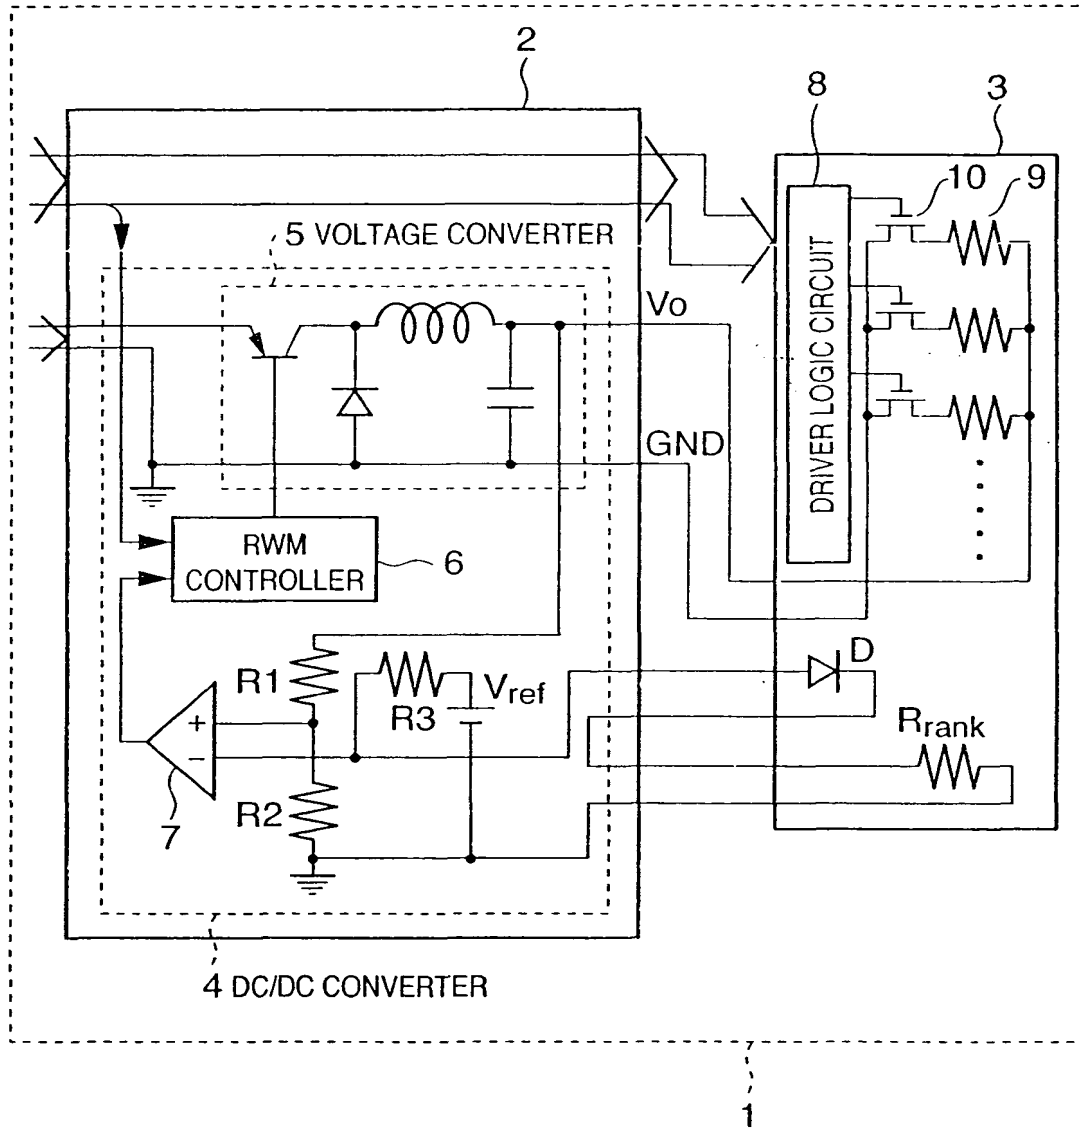 2
8
3
10
9
5 VOLTAGE CONVERTER
Vo
DRIVER LOGIC CIRCUIT
GND
RWM
CONTROLLER
6
R1
D
Vref
R3
Rrank
+
−
7
R2
4 DC/DC CONVERTER
1